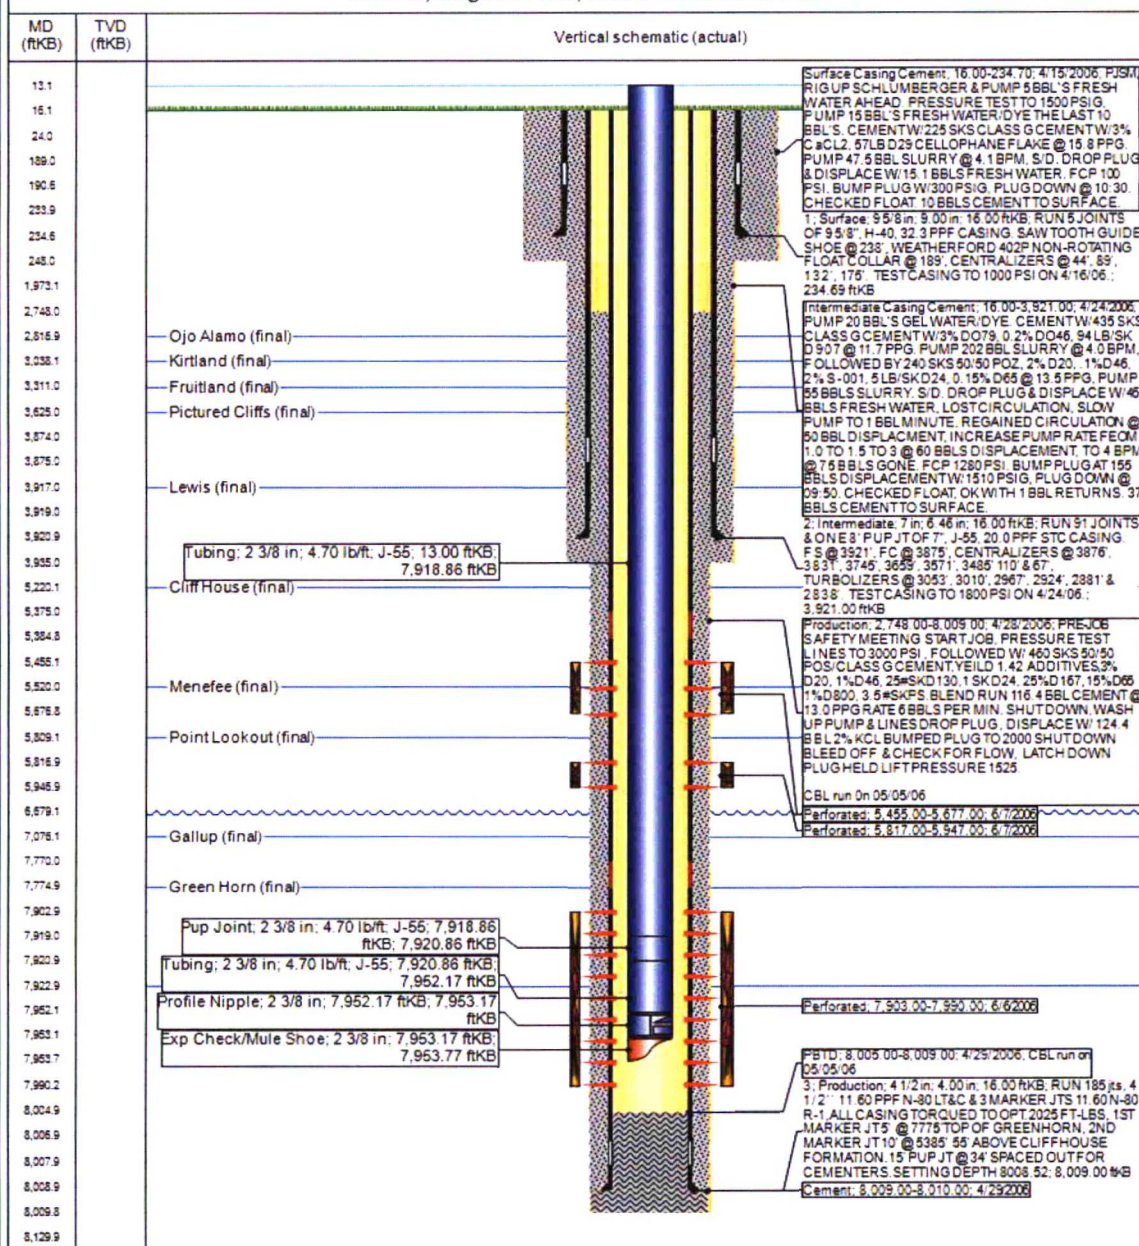 MD
(ftKB)
TVD
(ftKB)
Vertical schematic (actual)
13.1
16.1
24.0
189.0
190.6
233.9
234.6
248.0
1,973.1
2,748.0
2,816.9
3,038.1
3,311.0
3,625.0
3,874.0
3,875.0
3,917.0
3,919.0
3,920.9
3,935.0
5,220.1
5,375.0
5,384.8
5,455.1
5,520.0
5,676.8
5,809.1
5,816.9
5,946.9
6,679.1
7,076.1
7,770.0
7,774.9
7,902.9
7,919.0
7,920.9
7,922.9
7,952.1
7,953.1
7,953.7
7,990.2
8,004.9
8,006.9
8,007.9
8,008.9
8,009.8
8,129.9
Ojo Alamo (final)
Kirtland (final)
Fruitland (final)
Pictured Cliffs (final)
Lewis (final)
Tubing; 2 3/8 in; 4.70 lb/ft; J-55; 13.00 ftKB;
7,918.86 ftKB
Cliff House (final)
Menefee (final)
Point Lookout (final)
Gallup (final)
Green Horn (final)
Pup Joint; 2 3/8 in; 4.70 lb/ft; J-55; 7,918.86
ftKB; 7,920.86 ftKB
Tubing; 2 3/8 in; 4.70 lb/ft; J-55; 7,920.86 ftKB;
7,952.17 ftKB
Profile Nipple; 2 3/8 in; 7,952.17 ftKB; 7,953.17
ftKB
Exp Check/Mule Shoe; 2 3/8 in; 7,953.17 ftKB;
7,953.77 ftKB
Surface Casing Cement; 16.00-234.70; 4/15/2006; PJSM,
RIG UP SCHLUMBERGER & PUMP 5 BBL'S FRESH
WATER AHEAD. PRESSURE TEST TO 1500 PSIG,
PUMP 15 BBL'S FRESH WATER/DYE THE LAST 10
BBL'S. CEMENT W/225 SKS CLASS G CEMENT W/3%
CaCL2, 57LB D29 CELLOPHANE FLAKE @ 15.8 PPG.
PUMP 47.5 BBL SLURRY @ 4.1 BPM, S/D. DROP PLUG
& DISPLACE W/15.1 BBLS FRESH WATER. FCP 100
PSI. BUMP PLUG W/300 PSIG, PLUG DOWN @ 10:30.
CHECKED FLOAT. 10 BBLS CEMENT TO SURFACE.
1; Surface; 9 5/8 in; 9.00 in; 16.00 ftKB; RUN 5 JOINTS
OF 9 5/8", H-40, 32.3 PPF CASING. SAW TOOTH GUIDE
SHOE @ 238', WEATHERFORD 402P NON-ROTATING
FLOAT COLLAR @ 189', CENTRALIZERS @ 44', 89',
132', 175'. TEST CASING TO 1000 PSI ON 4/16/06.;
234.69 ftKB
Intermediate Casing Cement; 16.00-3,921.00; 4/24/2006;
PUMP 20 BBL'S GEL WATER/DYE. CEMENT W/435 SKS
CLASS G CEMENT W/3% DO79, 0.2% DO46, 94 LB/SK
D907 @ 11.7 PPG. PUMP 202 BBL SLURRY @ 4.0 BPM,
FOLLOWED BY 240 SKS 50/50 POZ, 2% D20, .1% D46,
2% S-001, 5 LB/SK D24, 0.15% D65 @ 13.5 PPG, PUMP
55 BBLS SLURRY. S/D. DROP PLUG & DISPLACE W/45
BBLS FRESH WATER, LOST CIRCULATION, SLOW
PUMP TO 1 BBL MINUTE, REGAINED CIRCULATION @
50 BBL DISPLACMENT, INCREASE PUMP RATE FEOM
1.0 TO 1.5 TO 3 @ 60 BBLS DISPLACEMENT, TO 4 BPM
@ 75 BBLS GONE. FCP 1280 PSI. BUMP PLUG AT 155
BBLS DISPLACEMENT W/1510 PSIG, PLUG DOWN @
09:50. CHECKED FLOAT, OK WITH 1 BBL RETURNS. 37
BBLS CEMENT TO SURFACE.
2; Intermediate; 7 in; 6.46 in; 16.00 ftKB; RUN 91 JOINTS
& ONE 8' PUP JT OF 7", J-55, 20.0 PPF STC CASING.
FS @ 3921', FC @ 3875', CENTRALIZERS @ 3876',
3831', 3745', 3659', 3571', 3485' 110' & 67',
TURBOLIZERS @ 3053', 3010', 2967', 2924', 2881' &
2838'. TEST CASING TO 1800 PSI ON 4/24/06.;
3,921.00 ftKB
Production; 2,748.00-8,009.00; 4/28/2006; PRE-JOB
SAFETY MEETING START JOB, PRESSURE TEST
LINES TO 3000 PSI, FOLLOWED W/ 460 SKS 50/50
POS/CLASS G CEMENT, YEILD 1.42 ADDITIVES,3%
D20, 1%D46, 25#SKD130,1 SKD24, 25%D167,15%D65
1%D800, 3.5#SKPS. BLEND RUN 116.4 BBL CEMENT @
13.0 PPG RATE 6 BBLS PER MIN. SHUT DOWN, WASH
UP PUMP & LINES DROP PLUG, DISPLACE W/ 124.4
BBL 2% KCL BUMPED PLUG TO 2000 SHUT DOWN
BLEED OFF & CHECK FOR FLOW, LATCH DOWN
PLUG HELD LIFT PRESSURE 1525.
CBL run 0n 05/05/06
Perforated; 5,455.00-5,677.00; 6/7/2006
Perforated; 5,817.00-5,947.00; 6/7/2006
Perforated; 7,903.00-7,990.00; 6/6/2006
PBTD; 8,005.00-8,009.00; 4/29/2006; CBL run on
05/05/06
3; Production; 4 1/2 in; 4.00 in; 16.00 ftKB; RUN 185 jts, 4
1/2'' 11.60 PPF N-80 LT&C & 3 MARKER JTS 11.60 N-80
R-1,ALL CASING TORQUED TO OPT.2025 FT-LBS, 1ST
MARKER JT 5' @ 7775 TOP OF GREENHORN, 2ND
MARKER JT 10' @ 5385' 55' ABOVE CLIFFHOUSE
FORMATION. 15' PUP JT @ 34' SPACED OUT FOR
CEMENTERS. SETTING DEPTH 8008.52; 8,009.00 ftKB
Cement; 8,009.00-8,010.00; 4/29/2006